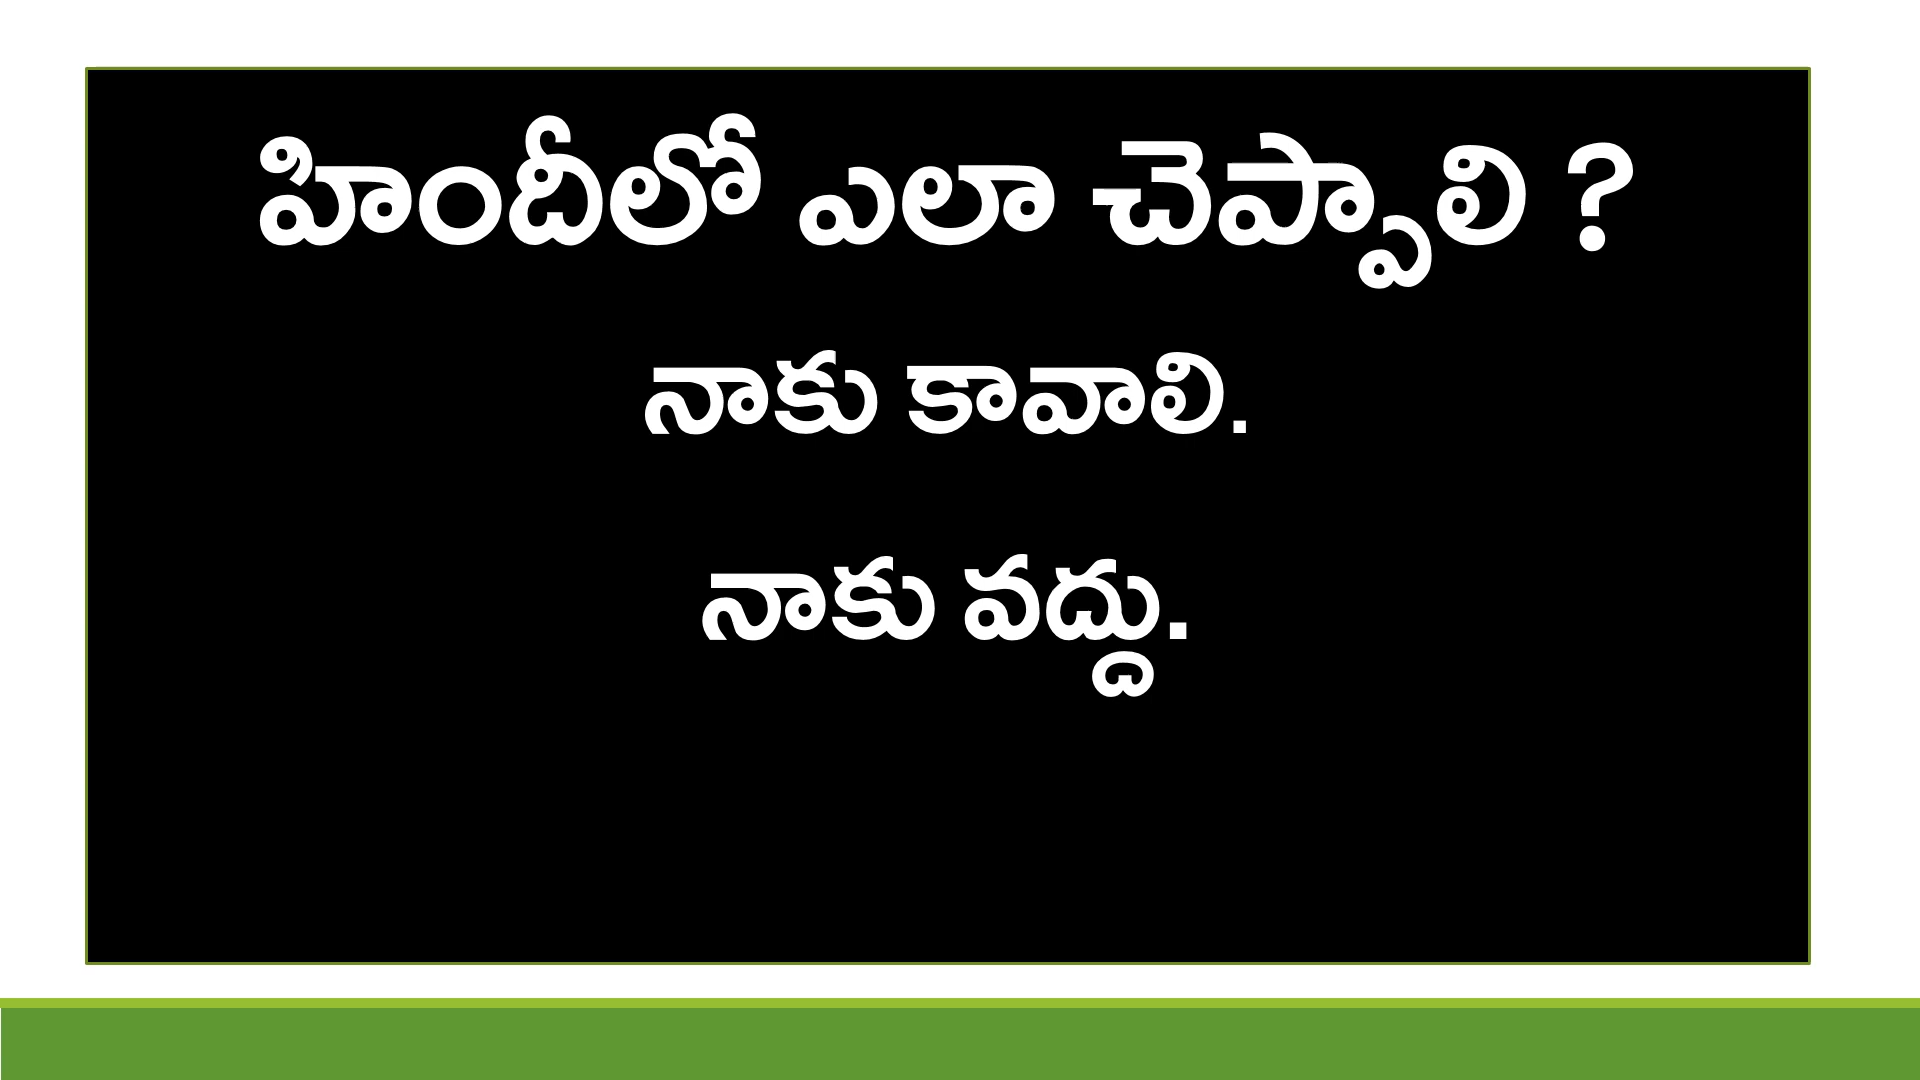 హిందీలో ఎలా చెప్పాలి ?
నాకు కావాలి.
నాకు వద్దు.